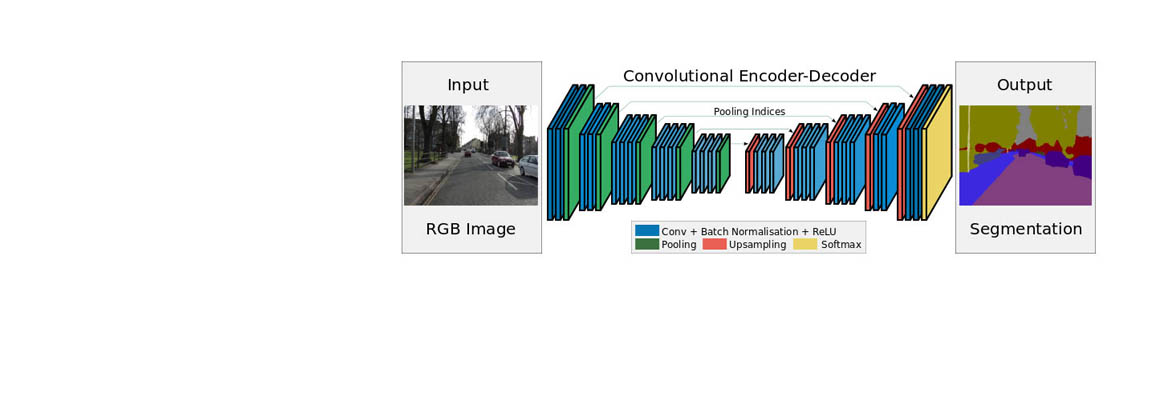 Input
RGB Image
Convolutional Encoder-Decoder
Pooling Indices
Conv + Batch Normalisation + ReLU
Pooling Upsampling Softmax
Output
Segmentation